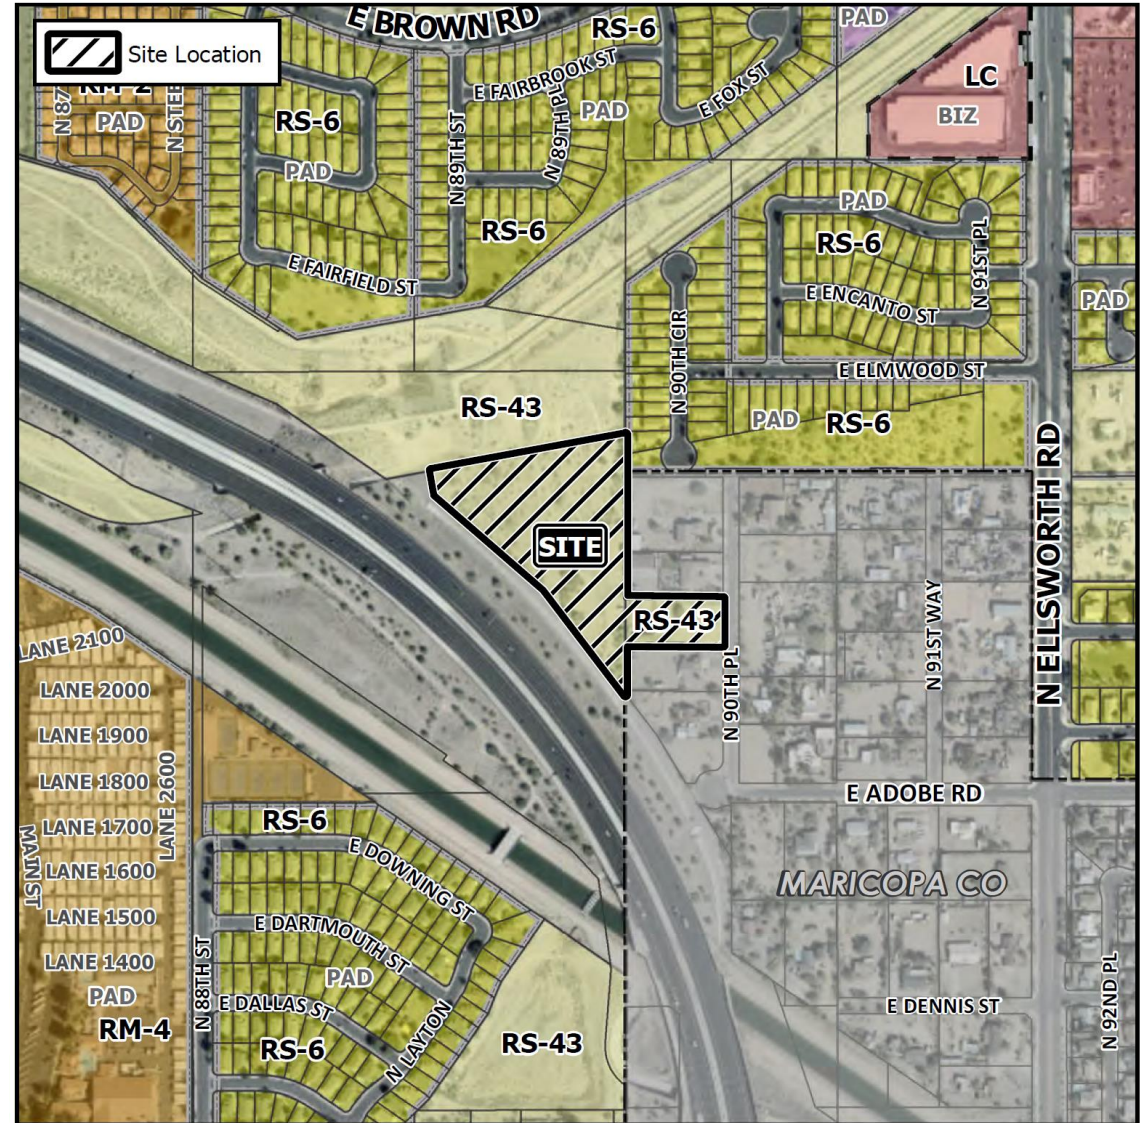 E BROWN RD
Site Location
RS-6
PAD
E FAIRBROOK ST
LC
BIZ
PAD
N STEE
RS-6
PAD
N 89TH ST
N 89TH PL
PAD
E FOX ST
RS-6
E FAIRFIELD ST
PAD
RS-6
N 91ST PL
E ENCANTO ST
PAD
N 90TH CIR
E ELMWOOD ST
RS-43
PAD
RS-6
N ELLSWORTH RD
SITE
RS-43
N 90TH PL
N 91ST WAY
LANE 2100
LANE 2000
LANE 1900
LANE 1800
LANE 1700
LANE 1600
LANE 1500
LANE 1400
LANE 2600
MAIN ST
PAD
RM-4
E ADOBE RD
MARICOPA CO
RS-6
E DOWNING ST
E DARTMOUTH ST
PAD
E DALLAS ST
N 88TH ST
RS-6
N LAYTON
RS-43
E DENNIS ST
N 92ND PL